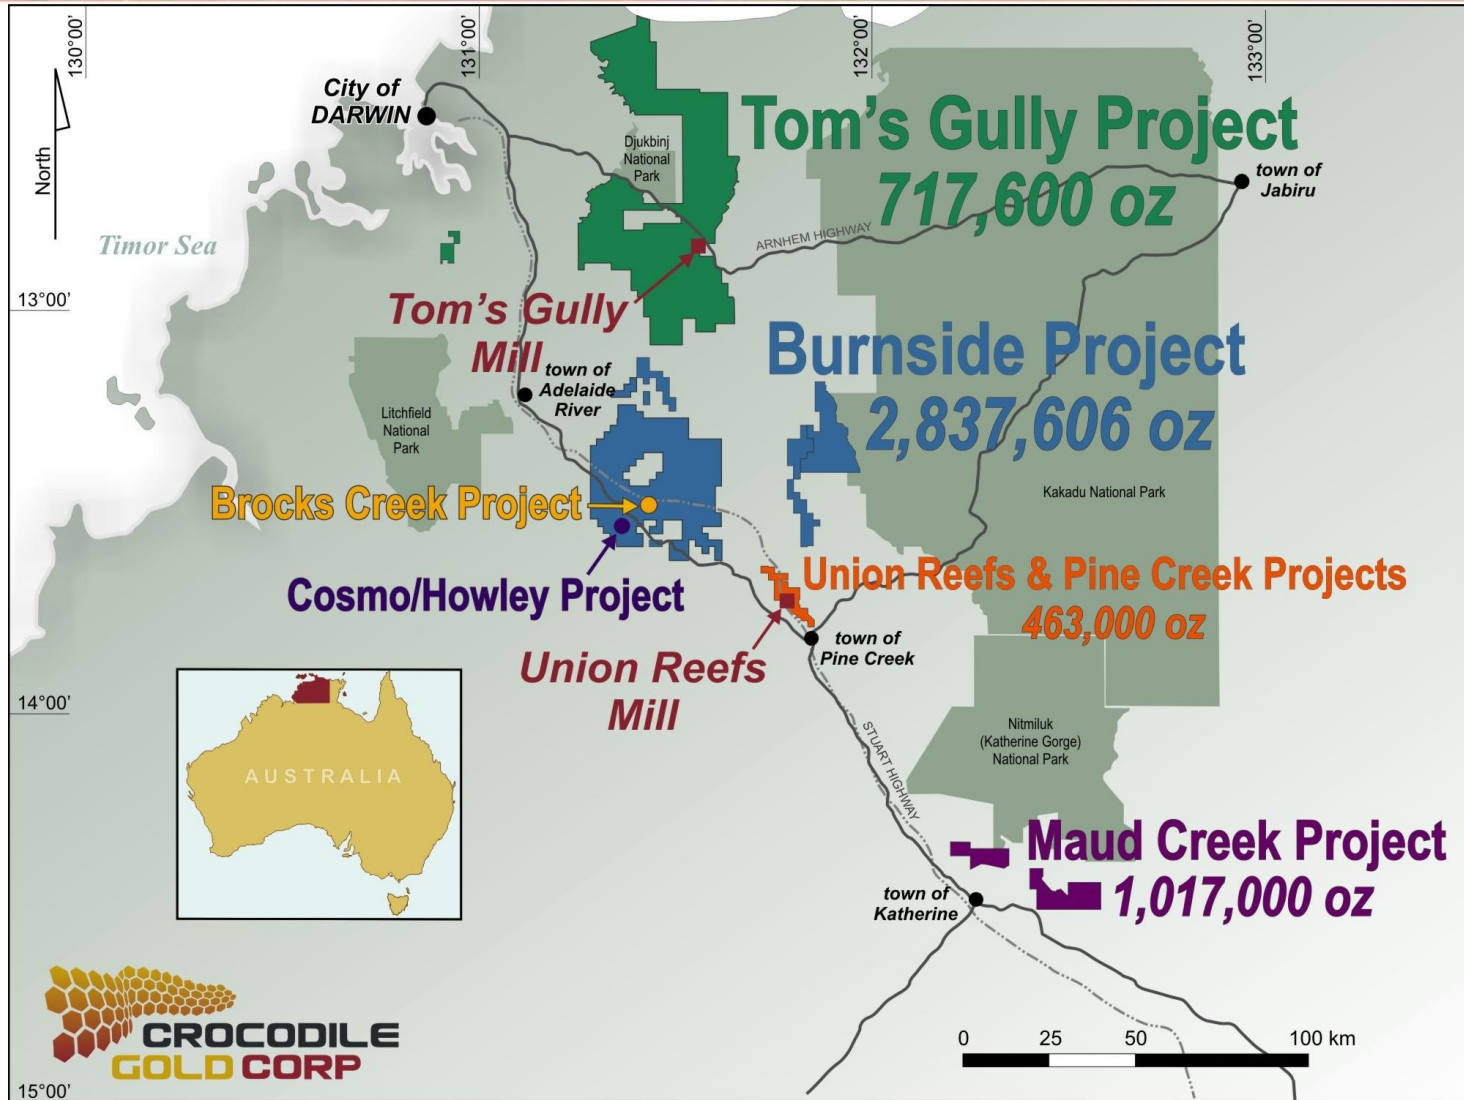 130°00'
131°00'
132°00'
133°00'
City of
DARWIN
North
Djukbinj
National
Park
Tom's Gully Project
717,600 oz
town of
Jabiru
ARNHEM HIGHWAY
Timor Sea
13°00'
Tom's Gully
Mill
Burnside Project
2,837,606 oz
town of
Adelaide
River
Litchfield
National
Park
Kakadu National Park
Brocks Creek Project
Cosmo/Howley Project
Union Reefs & Pine Creek Projects
463,000 oz
town of
Pine Creek
Union Reefs
Mill
14°00'
AUSTRALIA
STUART HIGHWAY
Nitmiluk
(Katherine Gorge)
National Park
Maud Creek Project
1,017,000 oz
town of
Katherine
CROCODILE
GOLD CORP
0 25 50 100 km
15°00'